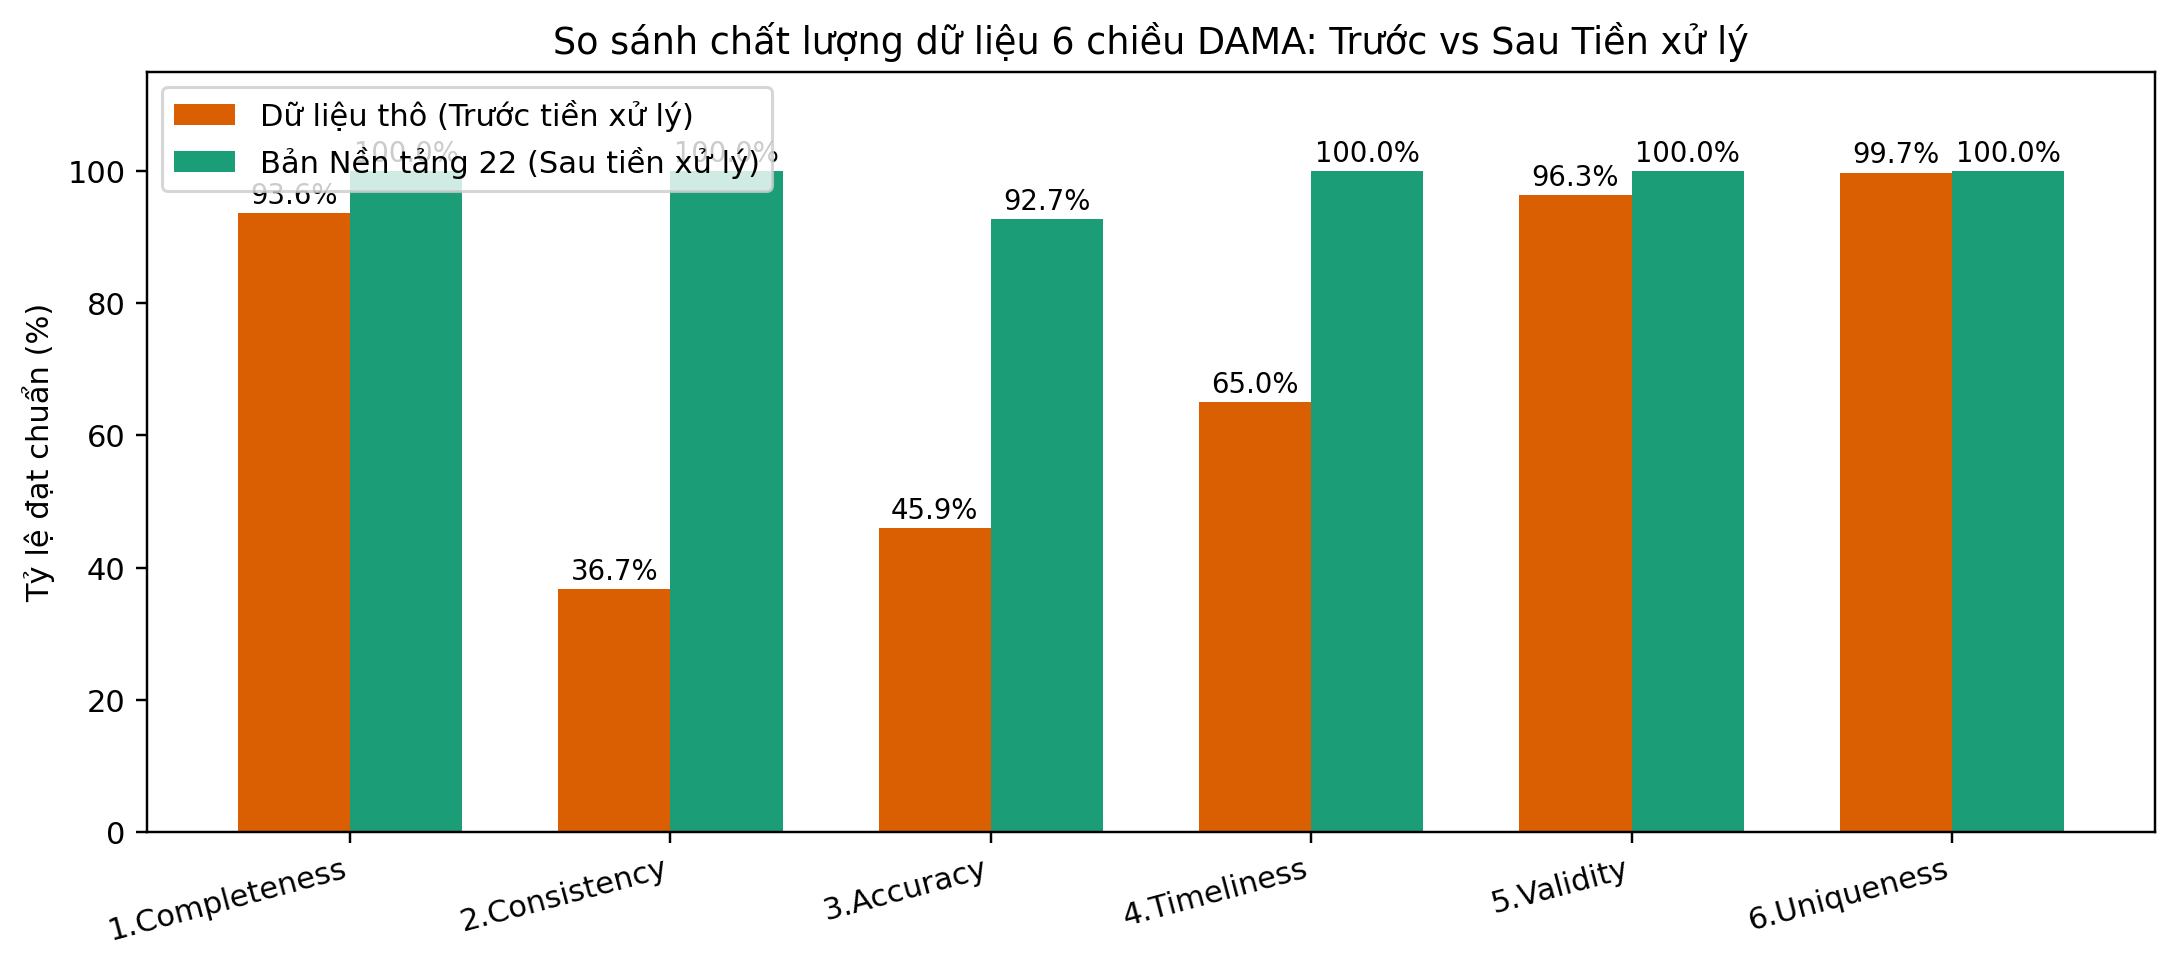 So sánh chất lượng dữ liệu 6 chiều DAMA: Trước vs Sau Tiền xử lý
Dữ liệu thô (Trước tiền xử lý)
Bản Nền tảng 22 (Sau tiền xử lý)
Tỷ lệ đạt chuẩn (%)
100
80
60
40
20
0
93.6%
100.0%
36.7%
100.0%
45.9%
92.7%
65.0%
100.0%
96.3%
100.0%
99.7%
100.0%
1.Completeness
2.Consistency
3.Accuracy
4.Timeliness
5.Validity
6.Uniqueness